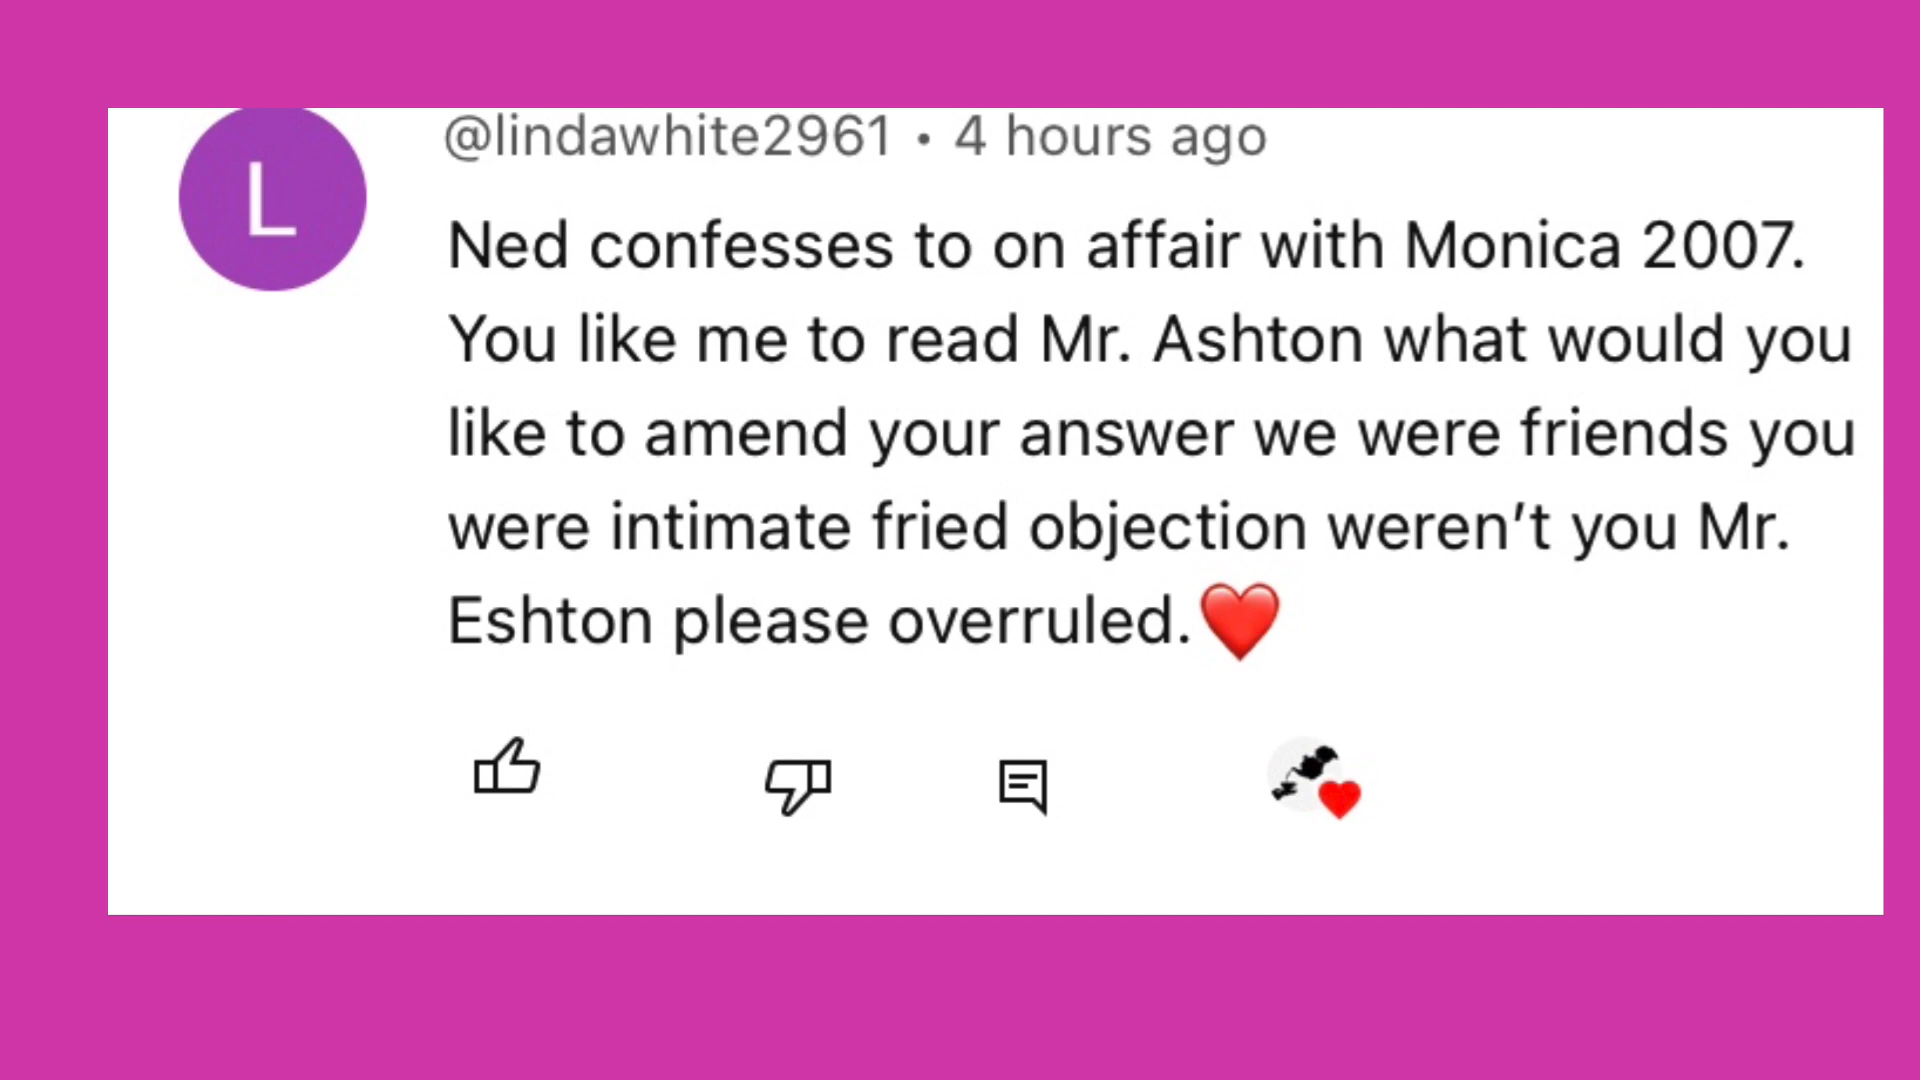 L
@lindawhite2961 • 4 hours ago
Ned confesses to on affair with Monica 2007.
You like me to read Mr. Ashton what would you
like to amend your answer we were friends you
were intimate fried objection weren’t you Mr.
Eshton please overruled.❤️